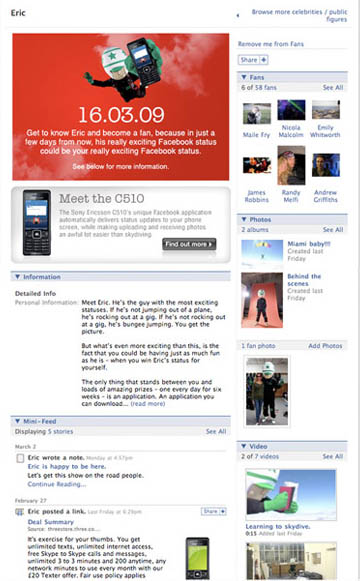 Eric
Browse more celebrities / public
figures
16.03.09
Get to know Eric and become a fan, because in just a
few days from now, his really exciting Facebook status
could be your really exciting Facebook status.
See below for more information.
Meet the C510
The Sony Ericsson C510's unique Facebook application
automatically delivers status updates to your phone
screen, while making uploading and receiving photos
an awful lot easier than skydiving.
Find out more
Information
Detailed Info
Personal Information:
Meet Eric. He's the guy with the most exciting
statuses. If he's not jumping out of a plane,
he's rocking out at a gig. If he's not rocking out
at a gig, he's bungee jumping. You get the
picture.
But what's even more exciting than this, is the
fact that you could be having just as much fun
as he is - when you win Eric's status for
yourself.
The only thing that stands between you and
loads of amazing prizes - one every day for six
weeks - is an application. An application you
can download... (read more)
Mini-Feed
Displaying 5 stories
See All
March 2
Eric wrote a note. Monday at 4:57pm
Eric is happy to be here.
Let's get this show on the road people.
Continue Reading...
February 27
Eric posted a link. Last Friday at 6:29pm
Share +
Deal Summary
Source: threestore.three.co....
It's exercise for your thumbs. You get
unlimited texts, unlimited internet access,
free Skype to Skype calls and messages,
unlimited 3 to 3 minutes and 200 anytime, any
network minutes to use every month with our
£20 Texter offer. Fair use policy applies
Remove me from Fans
Share +
Fans
6 of 58 fans
See All
Maile Fry
Nicola
Malcolm
Emily
Whitworth
James
Robbins
Randy
Melfi
Andrew
Griffiths
Photos
2 albums
See All
Miami baby!!!
Created last
Friday
Behind the
scenes
Created last
Friday
1 fan photo
Add Photos
Video
2 of 7 videos
See All
Learning to skydive.
0:15 Added last Friday